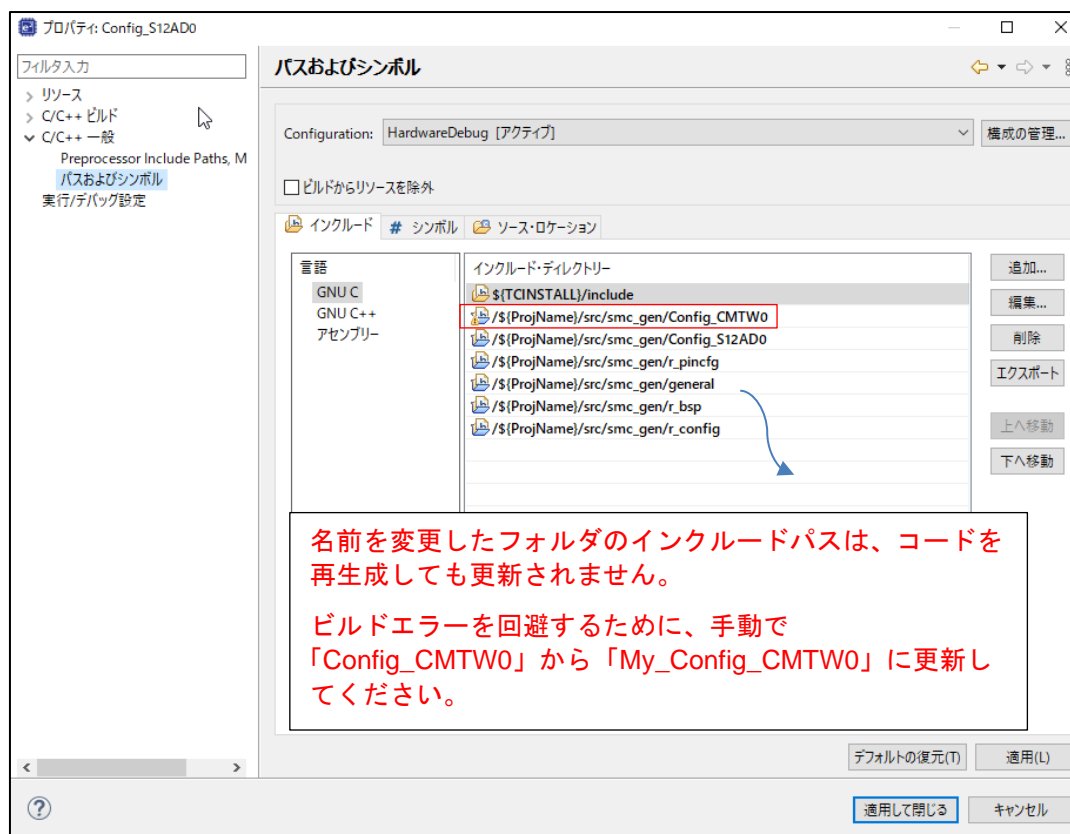 プロパティ: Config_S12AD0
フィルタ入力
パスおよびシンボル
リソース
C/C++ ビルド
C/C++ 一般
Preprocessor Include Paths, M
パスおよびシンボル
実行/デバッグ設定
Configuration: HardwareDebug [アクティブ] 構成の管理...
ビルドからリソースを除外
インクルード # シンボル ソース・ロケーション
言語
GNU C
GNU C++
アセンブリー
インクルード・ディレクトリー
${TCINSTALL}/include
/${ProjName}/src/smc_gen/Config_CMTW0
/${ProjName}/src/smc_gen/Config_S12AD0
/${ProjName}/src/smc_gen/r_pincfg
/${ProjName}/src/smc_gen/general
/${ProjName}/src/smc_gen/r_bsp
/${ProjName}/src/smc_gen/r_config
追加...
編集...
削除
エクスポート
上へ移動
下へ移動
名前を変更したフォルダのインクルードパスは、コードを
再生成しても更新されません。
ビルドエラーを回避するために、手動で
「Config_CMTW0」から「My_Config_CMTW0」に更新し
てください。
デフォルトの復元(T) 適用(L)
適用して閉じる キャンセル